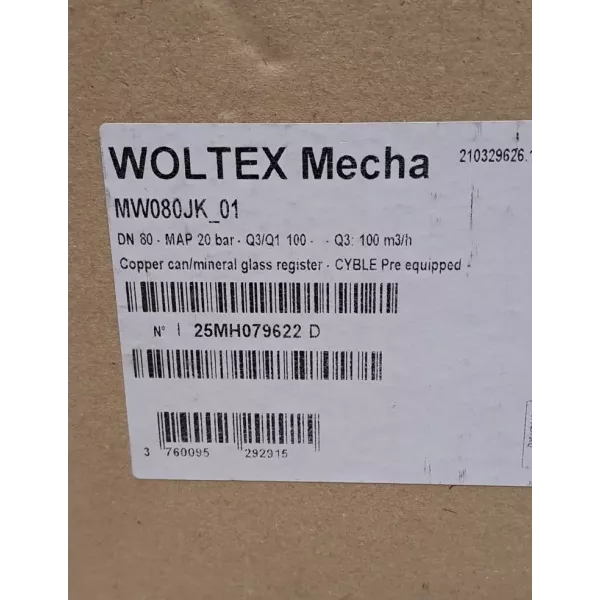 WOLTEX Mecha
210329626.
MW080JK_01
DN 80 - MAP 20 bar - Q3/Q1 100 - - Q3: 100 m3/h
Copper can/mineral glass register - CYBLE Pre equipped -
N° I 25MH079622 D
3 760095 292315